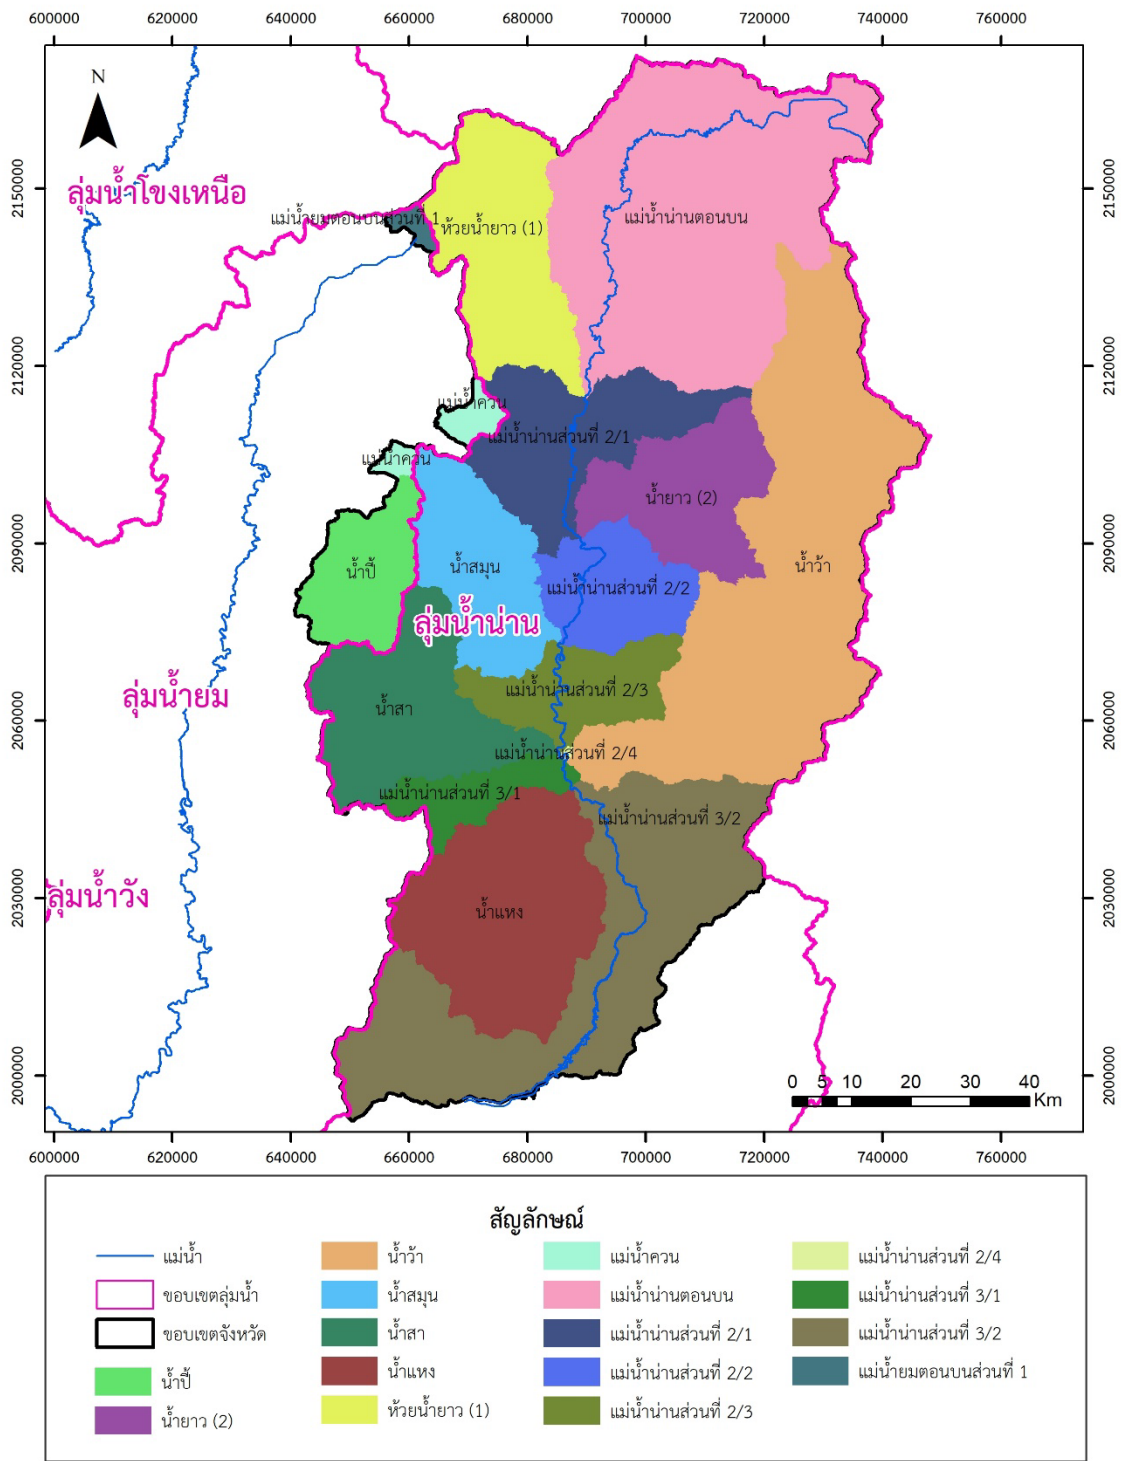 600000 620000 640000 660000 680000 700000 720000 740000 760000
N
2150000 2150000
ลุ่มน้ำโขงเหนือ
แม่น้ำยมตอนบนส่วนที่ 1
ห้วยน้ำยาว (1)
แม่น้ำน่านตอนบน
2120000 2120000
แม่น้ำควน
แม่น้ำน่านส่วนที่ 2/1
แม่น้ำควน
น้ำยาว (2)
2090000 2090000
น้ำปี้
น้ำสมุน
น้ำว้า
แม่น้ำน่านส่วนที่ 2/2
ลุ่มน้ำน่าน
แม่น้ำน่านส่วนที่ 2/3
ลุ่มน้ำยม
น้ำสา
2060000 2060000
แม่น้ำน่านส่วนที่ 2/4
แม่น้ำน่านส่วนที่ 3/1
แม่น้ำน่านส่วนที่ 3/2
ลุ่มน้ำวัง
2030000 2030000
น้ำแหง
2000000 2000000
0 5 10 20 30 40
Km
600000 620000 640000 660000 680000 700000 720000 740000 760000
สัญลักษณ์
แม่น้ำ
ขอบเขตลุ่มน้ำ
ขอบเขตจังหวัด
น้ำปี้
น้ำยาว (2)
น้ำว้า
น้ำสมุน
น้ำสา
น้ำแหง
ห้วยน้ำยาว (1)
แม่น้ำควน
แม่น้ำน่านตอนบน
แม่น้ำน่านส่วนที่ 2/1
แม่น้ำน่านส่วนที่ 2/2
แม่น้ำน่านส่วนที่ 2/3
แม่น้ำน่านส่วนที่ 2/4
แม่น้ำน่านส่วนที่ 3/1
แม่น้ำน่านส่วนที่ 3/2
แม่น้ำยมตอนบนส่วนที่ 1